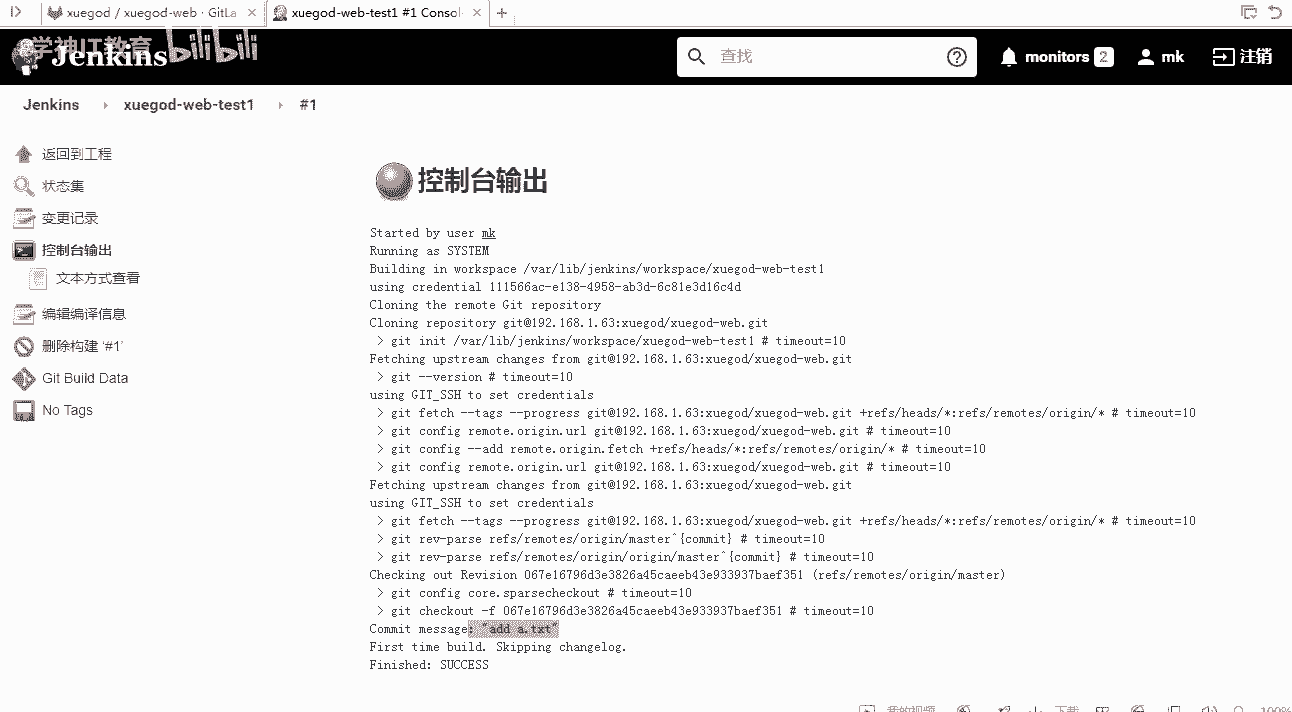 xuegod / xuegod-web · GitLa
xuegod-web-test1 #1 Consol
学神IT教育
bilibili
Jenkins
查找
monitors 2
mk
注销
Jenkins
xuegod-web-test1
#1
返回到工程
状态集
变更记录
控制台输出
文本方式查看
编辑编译信息
删除构建 '#1'
Git Build Data
No Tags
控制台输出
Started by user mk
Running as SYSTEM
Building in workspace /var/lib/jenkins/workspace/xuegod-web-test1
using credential 111566ac-e138-4958-ab3d-6c81e3d16c4d
Cloning the remote Git repository
Cloning repository git@192.168.1.63:xuegod/xuegod-web.git
> git init /var/lib/jenkins/workspace/xuegod-web-test1 # timeout=10
Fetching upstream changes from git@192.168.1.63:xuegod/xuegod-web.git
> git --version # timeout=10
using GIT_SSH to set credentials
> git fetch --tags --progress git@192.168.1.63:xuegod/xuegod-web.git +refs/heads/*:refs/remotes/origin/* # timeout=10
> git config remote.origin.url git@192.168.1.63:xuegod/xuegod-web.git # timeout=10
> git config --add remote.origin.fetch +refs/heads/*:refs/remotes/origin/* # timeout=10
> git config remote.origin.url git@192.168.1.63:xuegod/xuegod-web.git # timeout=10
Fetching upstream changes from git@192.168.1.63:xuegod/xuegod-web.git
using GIT_SSH to set credentials
> git fetch --tags --progress git@192.168.1.63:xuegod/xuegod-web.git +refs/heads/*:refs/remotes/origin/* # timeout=10
> git rev-parse refs/remotes/origin/master^{commit} # timeout=10
> git rev-parse refs/remotes/origin/origin/master^{commit} # timeout=10
Checking out Revision 067e16796d3e3826a45caeeb43e933937baef351 (refs/remotes/origin/master)
> git config core.sparsecheckout # timeout=10
> git checkout -f 067e16796d3e3826a45caeeb43e933937baef351 # timeout=10
Commit message: "add a.txt"
First time build. Skipping changelog.
Finished: SUCCESS
我的视频
下载
100%